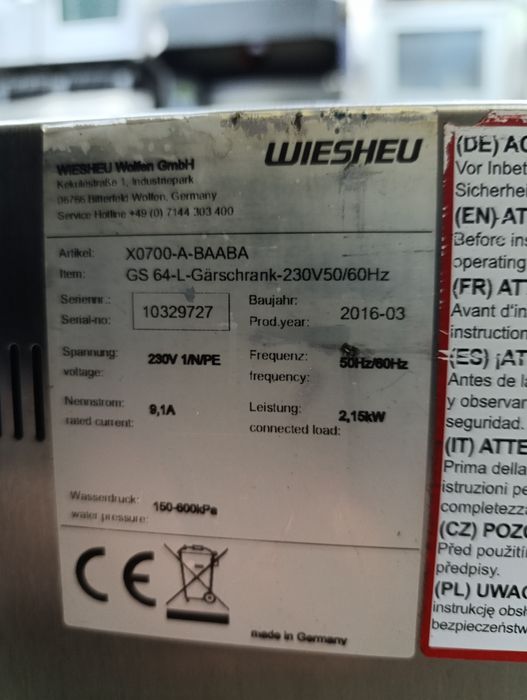 WIESHEU Wolfen GmbH
Kekuléstraße 1, Industriepark
06766 Bitterfeld Wolfen, Germany
Service Hotline +49 (0) 7144 303 400
WIESHEU
Artikel: X0700-A-BAABA
Item: GS 64-L-Gärschrank-230V50/60Hz
Seriennr.: Baujahr:
10329727 2016-03
Serial-no: Prod.year:
Spannung: 230V 1/N/PE Frequenz: 50Hz/60Hz
voltage: frequency:
Nennstrom: 9,1A Leistung: 2,15kW
rated current: connected load:
Wasserdruck: 150-600kPa
water pressure:
CE
made in Germany
(DE) AC
Vor Inbet
Sicherhei
(EN) AT
Before ins
operating
(FR) ATT
Avant d'in
instruction
(ES) ¡AT
Antes de la
y observar
seguridad.
(IT) ATTE
Prima della
istruzioni pe
completezza
(CZ) POZO
Před použití
předpisy.
(PL) UWAG
instrukcję obsł
bezpieczeństw